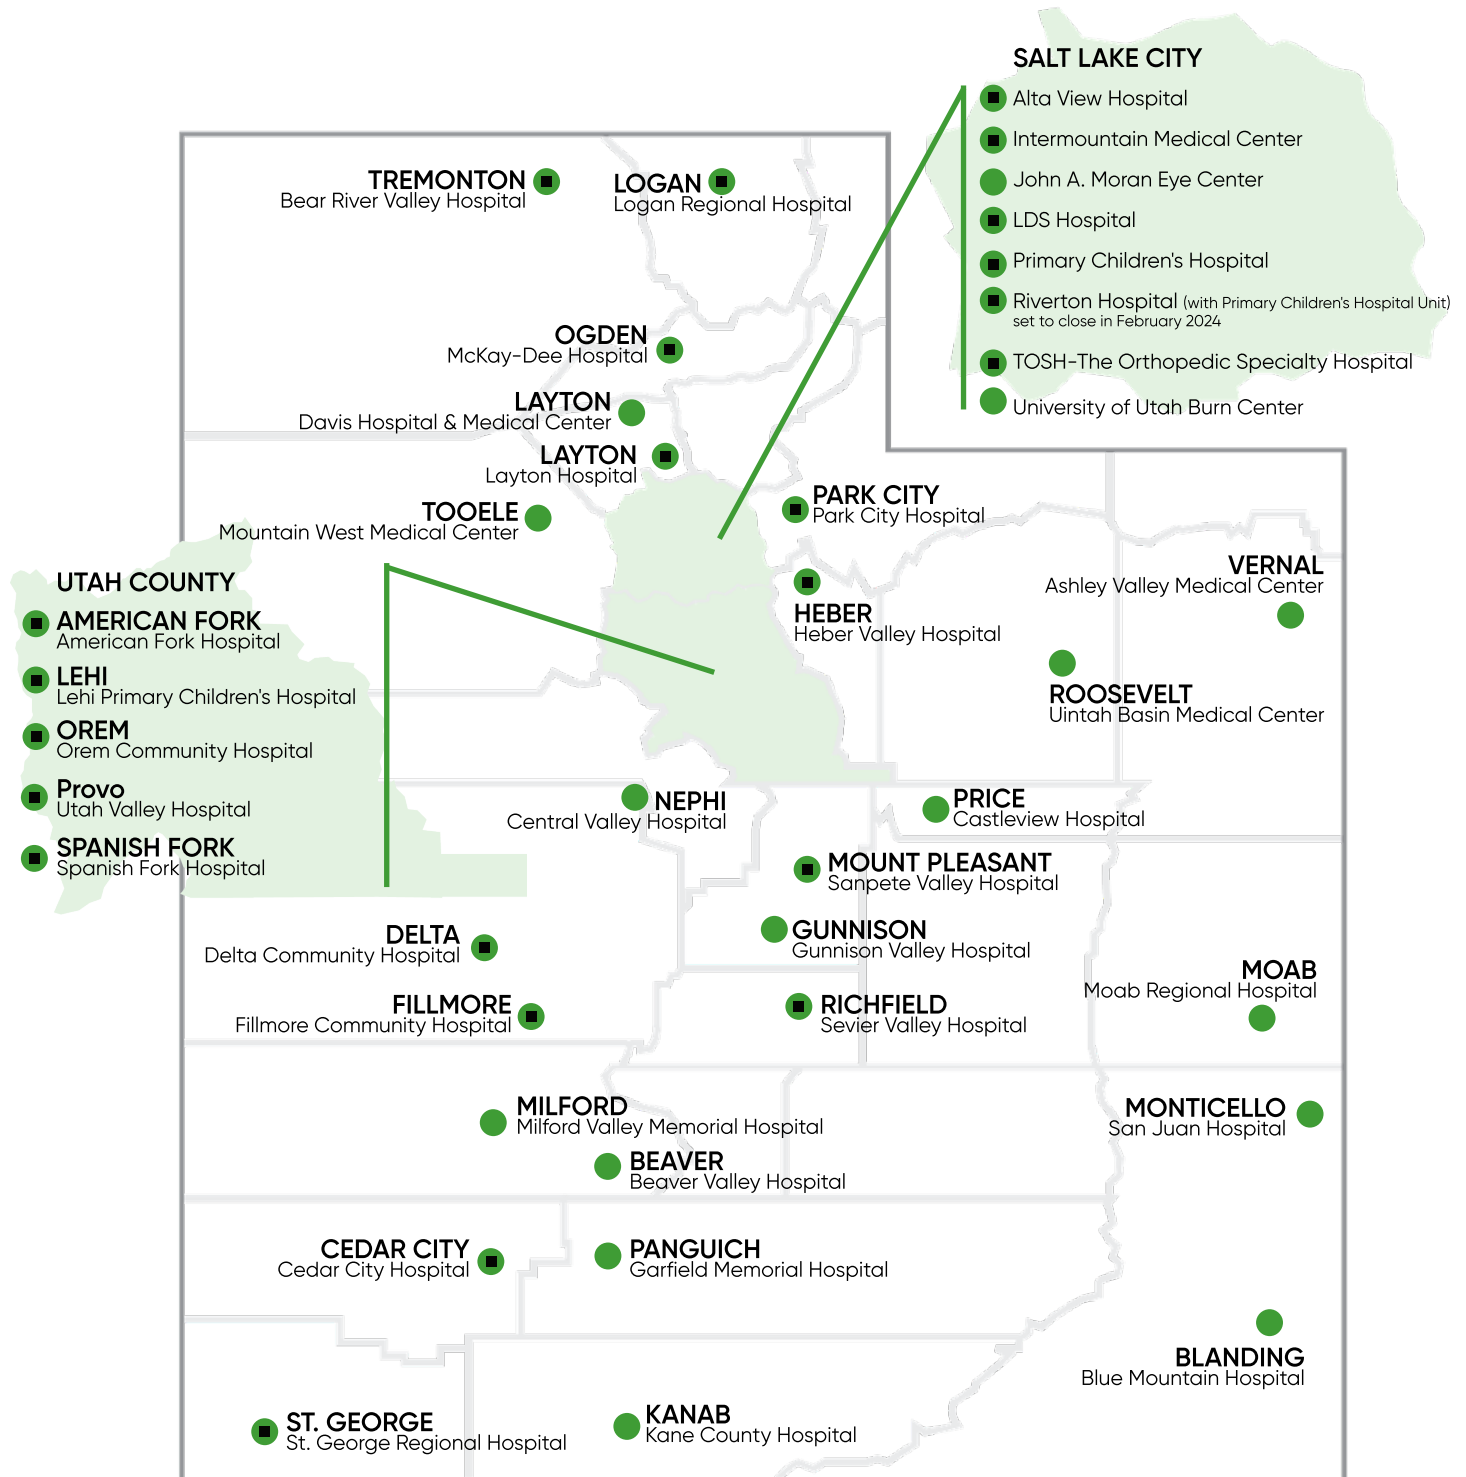 SALT LAKE CITY
Alta View Hospital
Intermountain Medical Center
John A. Moran Eye Center
LDS Hospital
Primary Children's Hospital
Riverton Hospital (with Primary Children's Hospital Unit)
set to close in February 2024
TOSH-The Orthopedic Specialty Hospital
University of Utah Burn Center
TREMONTON
Bear River Valley Hospital
LOGAN
Logan Regional Hospital
OGDEN
McKay-Dee Hospital
LAYTON
Davis Hospital & Medical Center
LAYTON
Layton Hospital
TOOELE
Mountain West Medical Center
PARK CITY
Park City Hospital
HEBER
Heber Valley Hospital
VERNAL
Ashley Valley Medical Center
ROOSEVELT
Uintah Basin Medical Center
UTAH COUNTY
AMERICAN FORK
American Fork Hospital
LEHI
Lehi Primary Children's Hospital
OREM
Orem Community Hospital
Provo
Utah Valley Hospital
SPANISH FORK
Spanish Fork Hospital
NEPHI
Central Valley Hospital
PRICE
Castleview Hospital
MOUNT PLEASANT
Sanpete Valley Hospital
GUNNISON
Gunnison Valley Hospital
DELTA
Delta Community Hospital
FILLMORE
Fillmore Community Hospital
RICHFIELD
Sevier Valley Hospital
MOAB
Moab Regional Hospital
MILFORD
Milford Valley Memorial Hospital
BEAVER
Beaver Valley Hospital
MONTICELLO
San Juan Hospital
CEDAR CITY
Cedar City Hospital
PANGUICH
Garfield Memorial Hospital
BLANDING
Blue Mountain Hospital
ST. GEORGE
St. George Regional Hospital
KANAB
Kane County Hospital